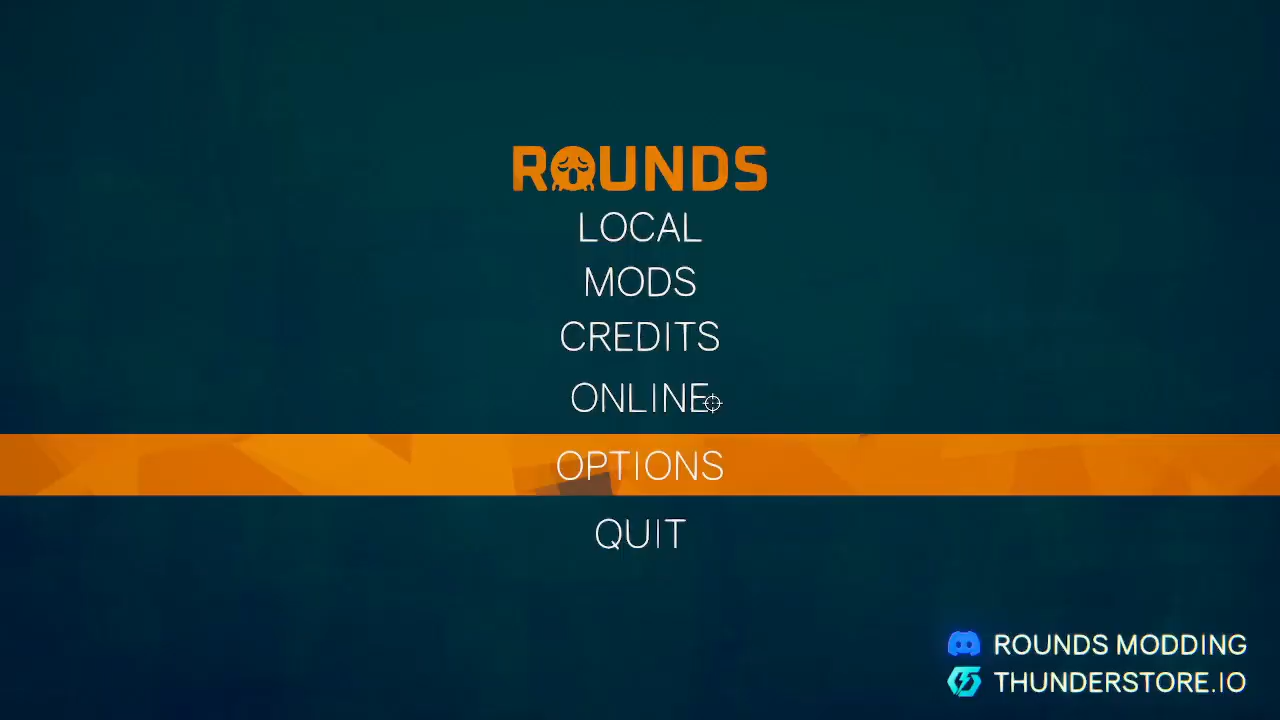 ROUNDS
LOCAL
MODS
CREDITS
ONLINE
OPTIONS
QUIT
ROUNDS MODDING
THUNDERSTORE.IO